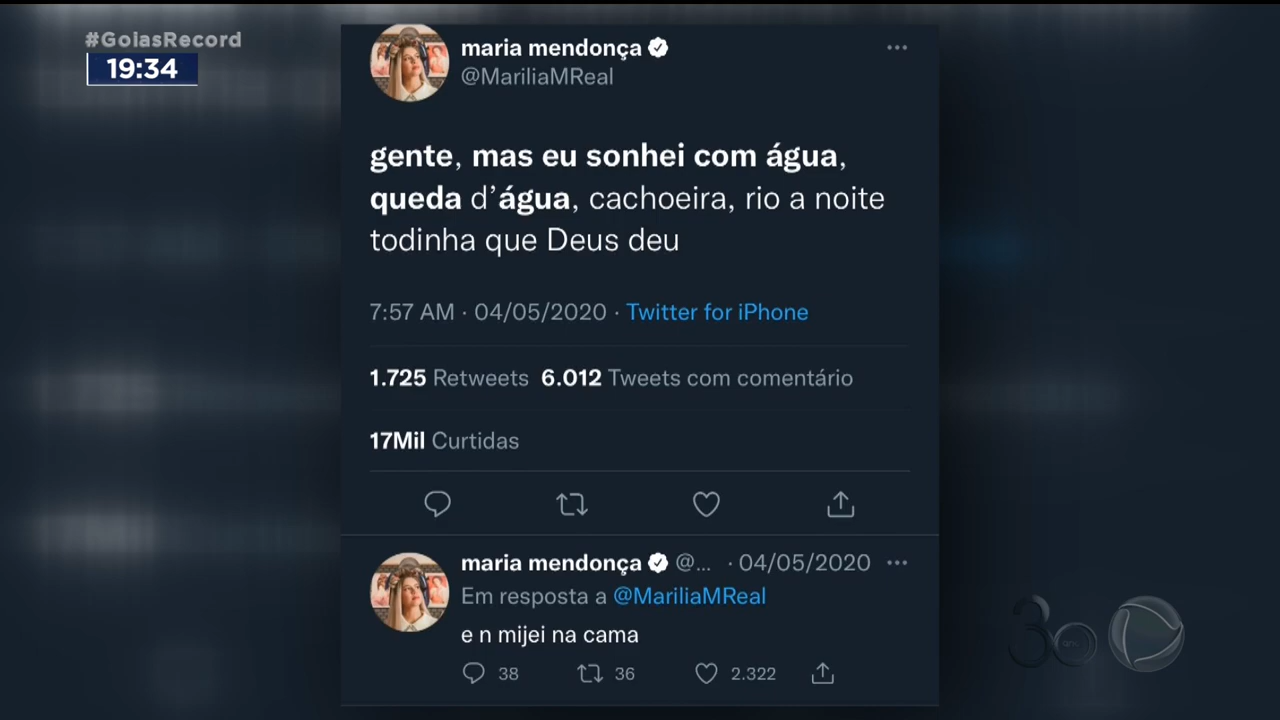 #GoiasRecord
19:34
maria mendonça
@MariliaMReal
gente, mas eu sonhei com água,
queda d’água, cachoeira, rio a noite
todinha que Deus deu
7:57 AM · 04/05/2020 · Twitter for iPhone
1.725 Retweets 6.012 Tweets com comentário
17Mil Curtidas
maria mendonça @... · 04/05/2020
Em resposta a @MariliaMReal
e n mijei na cama
38 36 2.322
30 anos